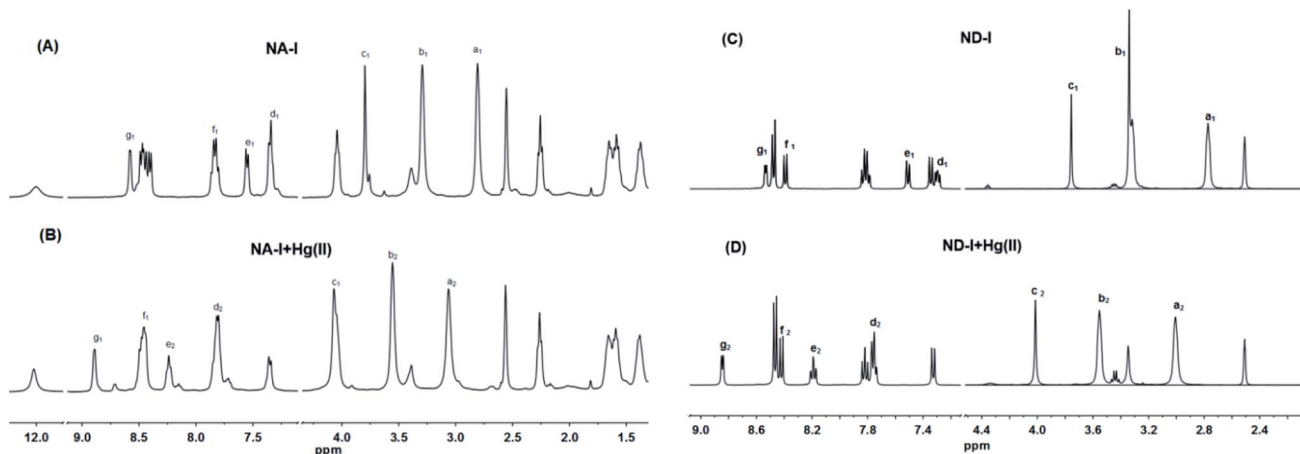 (A)
NA-I
g1
f1
e1
d1
c1
b1
a1
(B)
NA-I+Hg(II)
g1
f1
e2
d2
c1
b2
a2
12.0 9.0 8.5 8.0 7.5 4.0 3.5 3.0 2.5 2.0 1.5
ppm
(C)
ND-I
g1
f 1
e1
d1
c1
b1
a1
(D)
ND-I+Hg(II)
g2
f 2
e2
d2
c 2
b2
a2
9.0 8.6 8.2 7.8 7.4 4.4 4.0 3.6 3.2 2.8 2.4
ppm